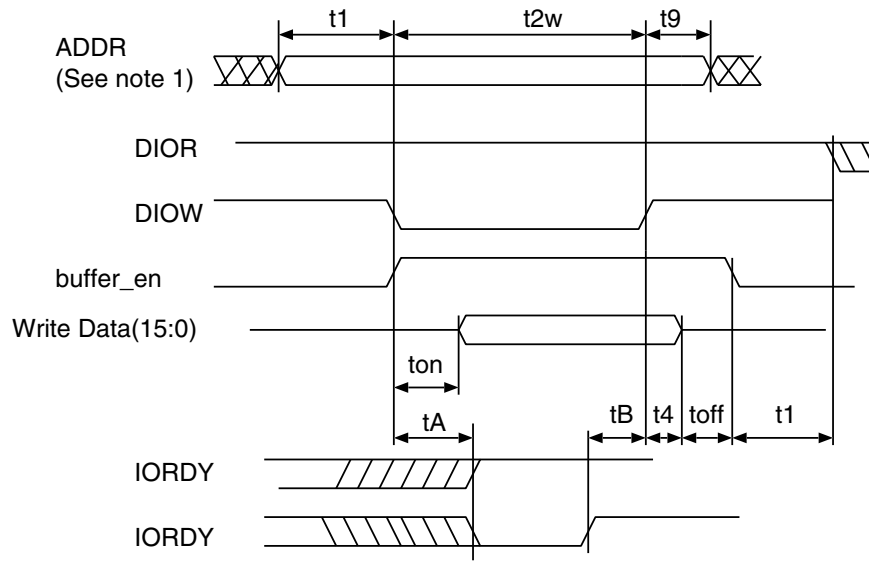 t1
t2w
t9
ADDR
(See note 1)
DIOR
DIOW
buffer_en
Write Data(15:0)
ton
tA
tB
t4
toff
t1
IORDY
IORDY